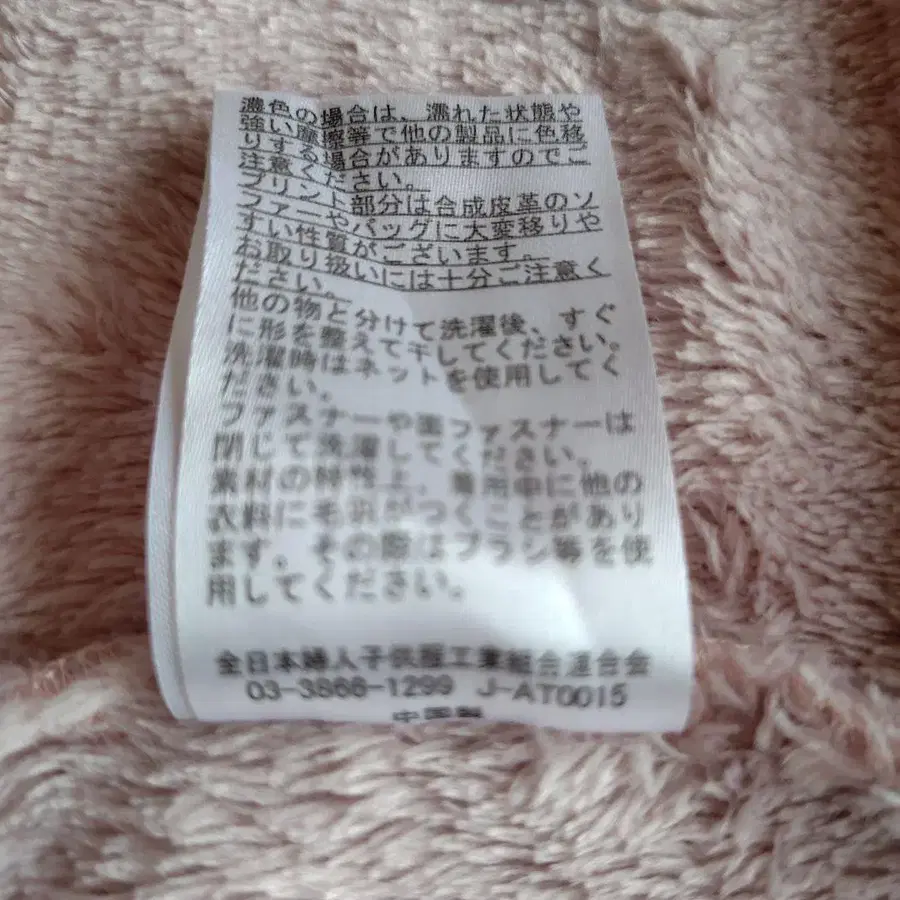 濃色の場合は、濡れた状態や
強い摩擦等で他の製品に色移
りする場合がありますのでご
注意ください。
プリント部分は合成皮革のソ
ファーやバッグに大変移りや
すい性質がございます。
お取り扱いには十分ご注意く
ださい。
他の物と分けて洗濯後、すぐ
に形を整えて干してください。
洗濯時はネットを使用してく
ださい。
ファスナーや面ファスナーは
閉じて洗濯してください。
素材の特性上、着用中に他の
衣料に毛羽がつくことがあり
ます。その際はブラシ等を使
用してください。
全日本婦人子供服工業組合連合会
03-3866-1299 J-AT0015
中国製